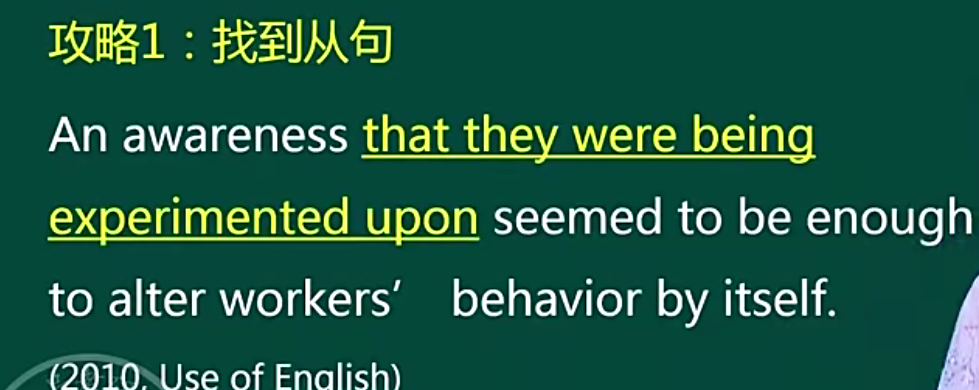 攻略1：找到从句
An awareness that they were being
experimented upon seemed to be enough
to alter workers’ behavior by itself.
(2010, Use of English)